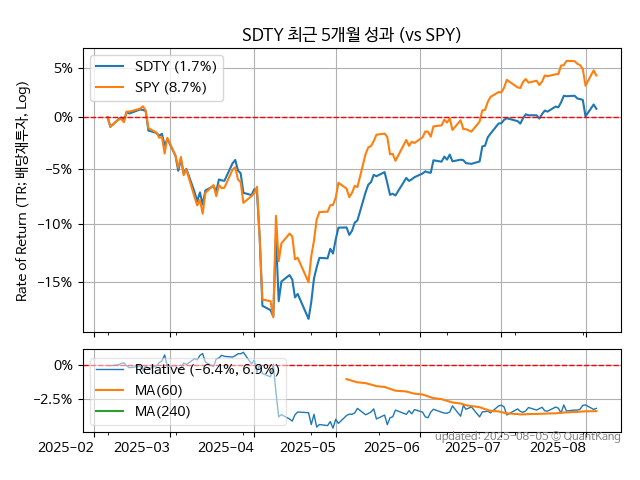 SDTY 최근 5개월 성과 (vs SPY)
SDTY (1.7%)
SPY (8.7%)
5%
0%
−5%
−10%
−15%
Rate of Return (TR: 배당재투자, Log)
Relative (−6.4%, 6.9%)
MA(60)
MA(240)
0%
−2.5%
2025−02 2025−03 2025−04 2025−05 2025−06 2025−07 2025−08
updated: 2025−08−05 © QuantKang